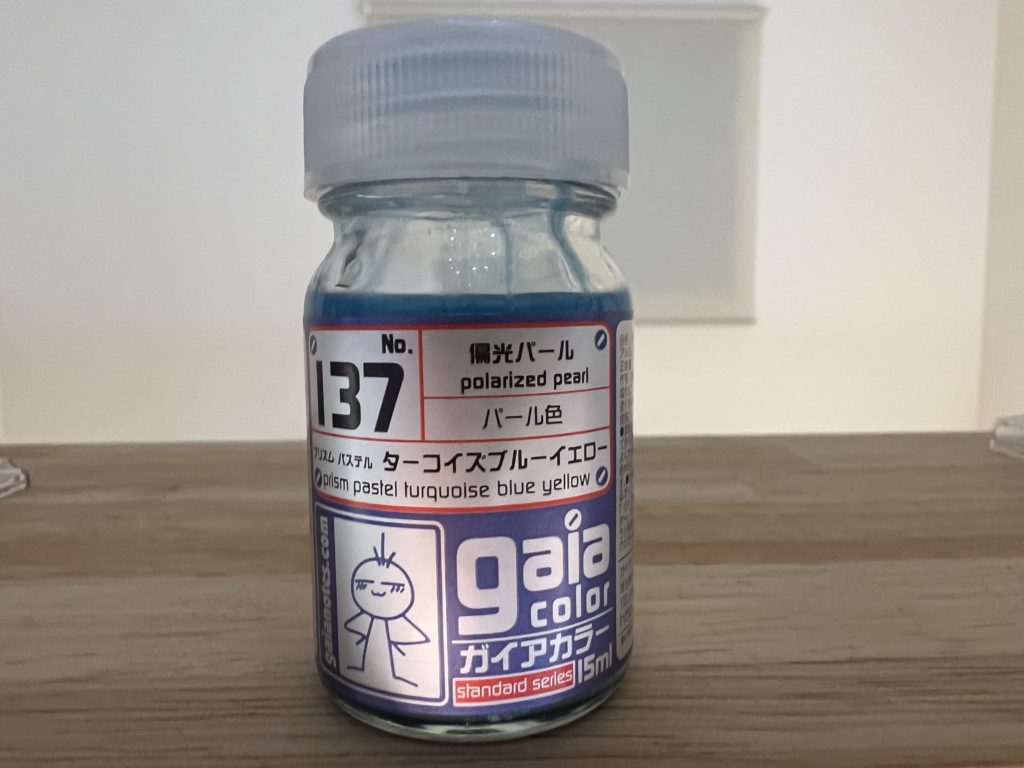 No.
137
偏光パール
polarized pearl
パール色
プリズム パステル ターコイズブルーイエロー
prism pastel turquoise blue yellow
gaia
color
ガイアカラー
standard series 15ml